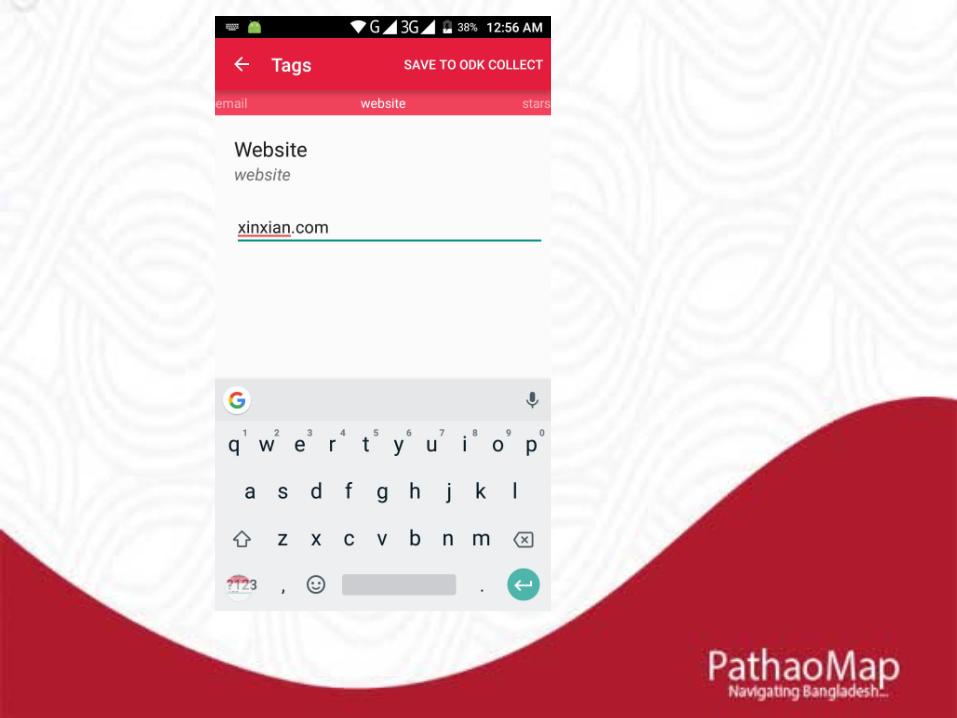 G 3G 38% 12:56 AM
Tags SAVE TO ODK COLLECT
email website stars
Website
website
xinxian.com
G
1 2 3 4 5 6 7 8 9 0
q w e r t y u i o p
a s d f g h j k l
z x c v b n m
?123 , .
PathaoMap
Navigating Bangladesh...